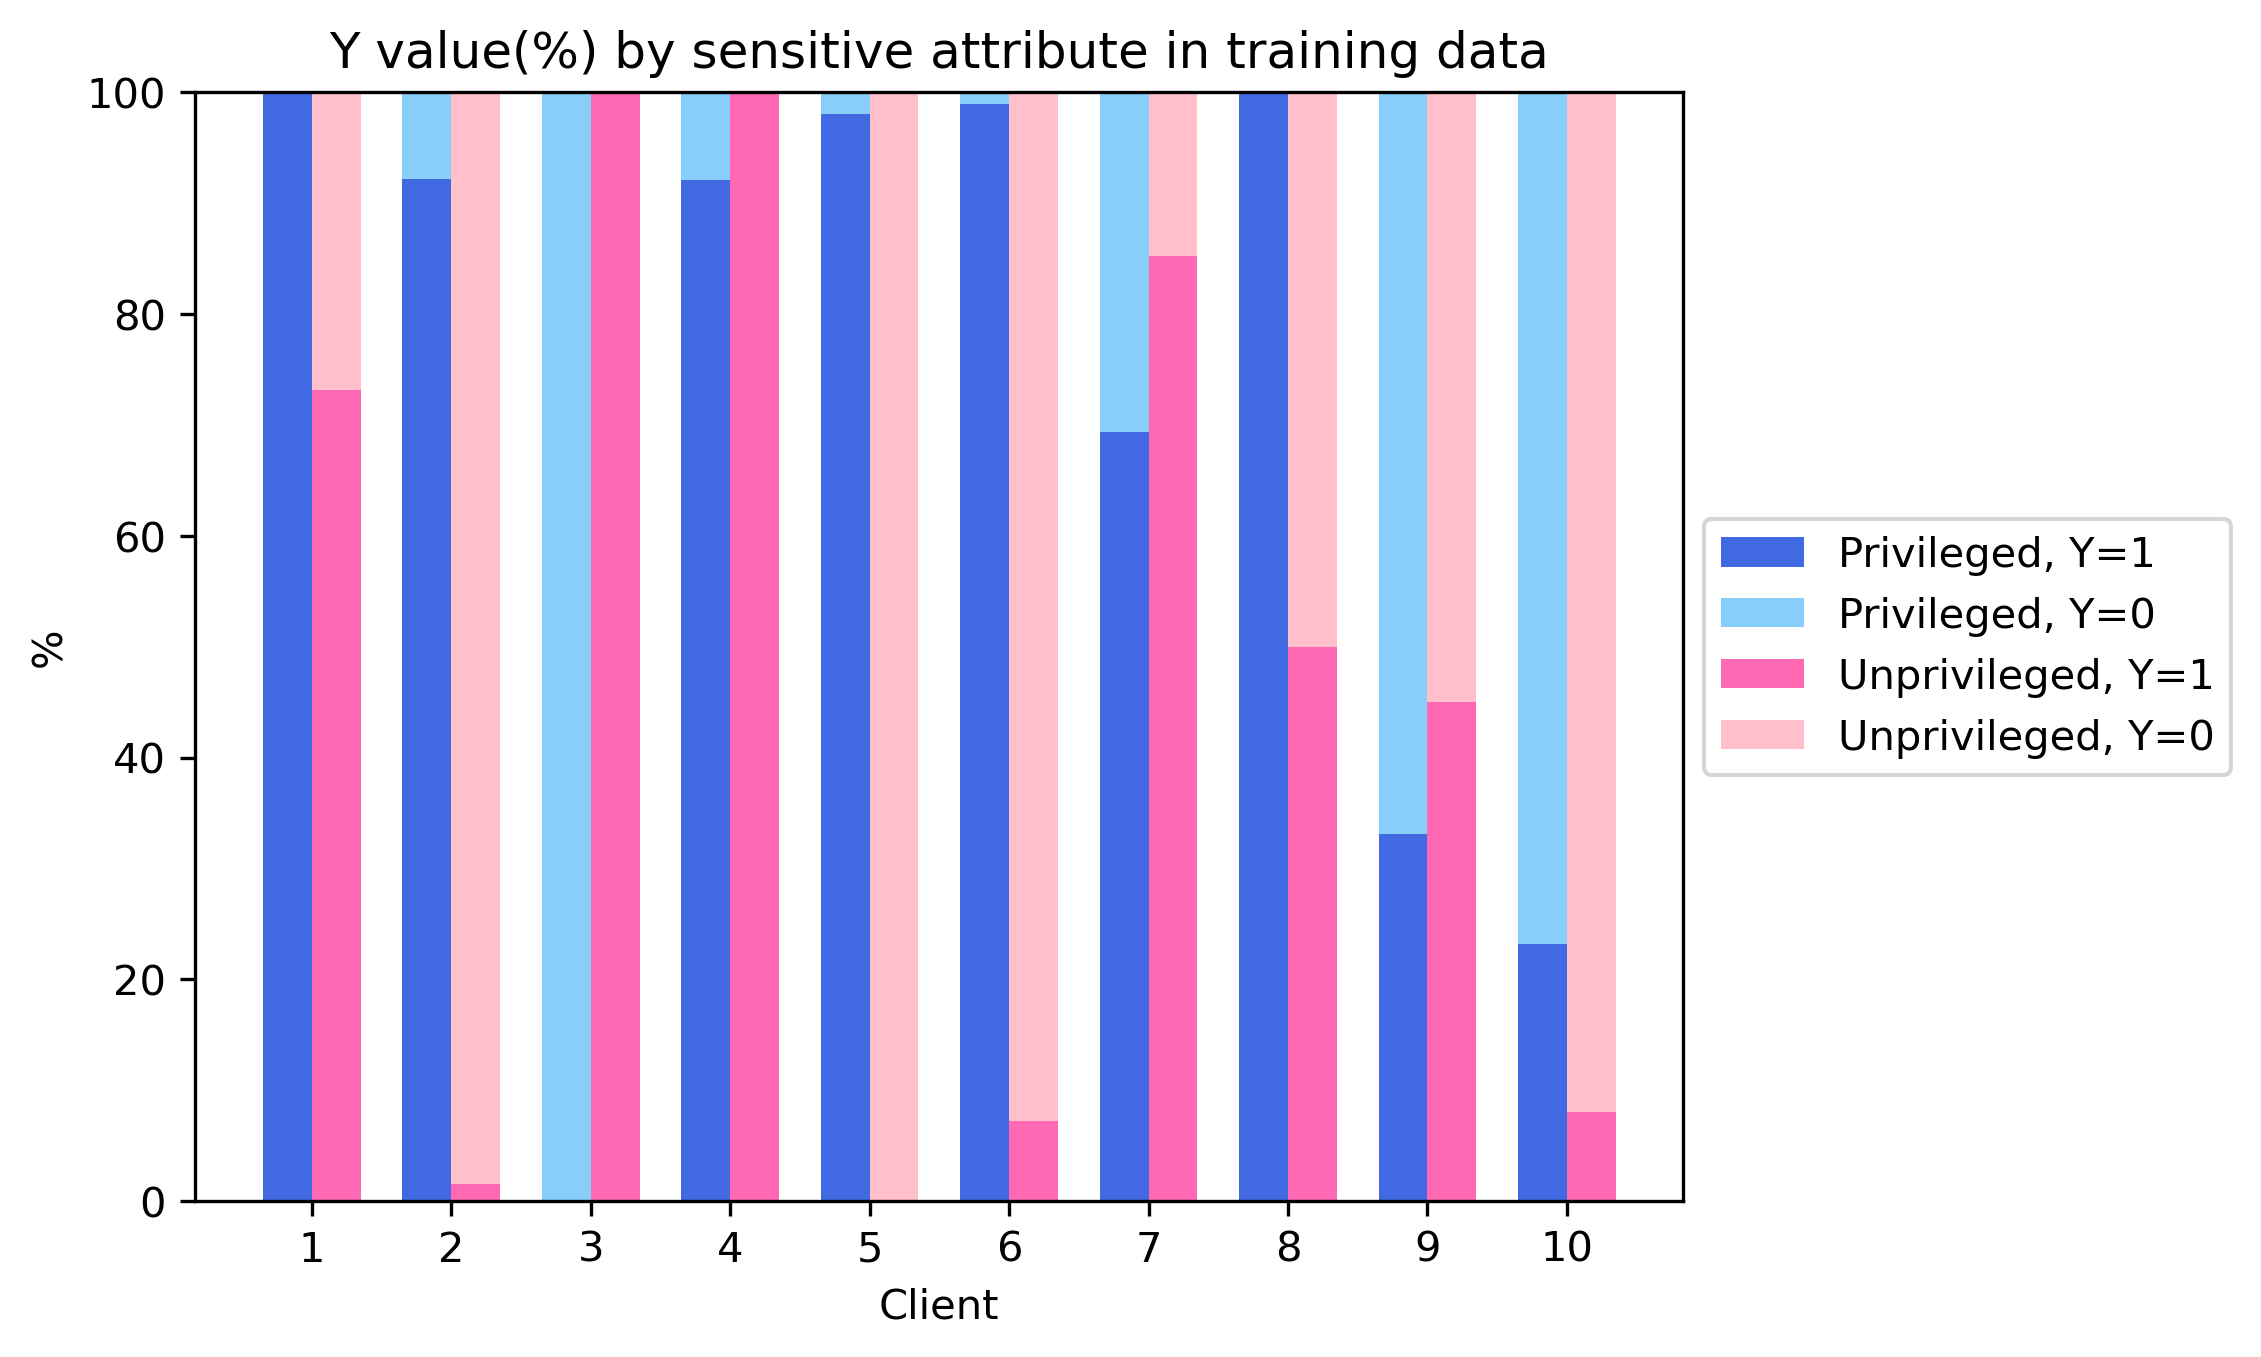 Y value(%) by sensitive attribute in training data
100
80
60
40
20
0
%
1 2 3 4 5 6 7 8 9 10
Client
Privileged, Y=1
Privileged, Y=0
Unprivileged, Y=1
Unprivileged, Y=0